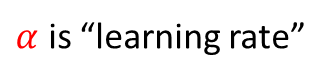 α is “learning rate”